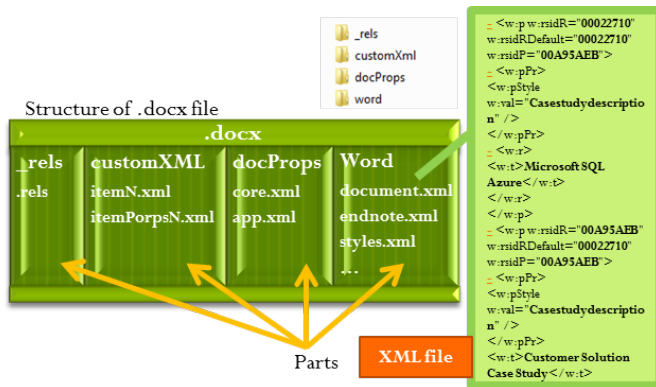 _rels
customXml
docProps
word
Structure of .docx file
.docx
_rels
.rels
customXML
itemN.xml
itemPorpsN.xml
docProps
core.xml
app.xml
Word
document.xml
endnote.xml
styles.xml
...
Parts
XML file
- <w:p w:rsidR="00022710"
w:rsidRDefault="00022710"
w:rsidP="00A95AEB">
- <w:pPr>
<w:pStyle
w:val="Casestudydescriptio
n" />
</w:pPr>
- <w:r>
<w:t>Microsoft SQL
Azure</w:t>
</w:r>
</w:p>
- <w:p w:rsidR="00A95AEB"
w:rsidRDefault="00022710"
w:rsidP="00A95AEB">
- <w:pPr>
<w:pStyle
w:val="Casestudydescriptio
n" />
</w:pPr>
<w:t>Customer Solution
Case Study</w:t>